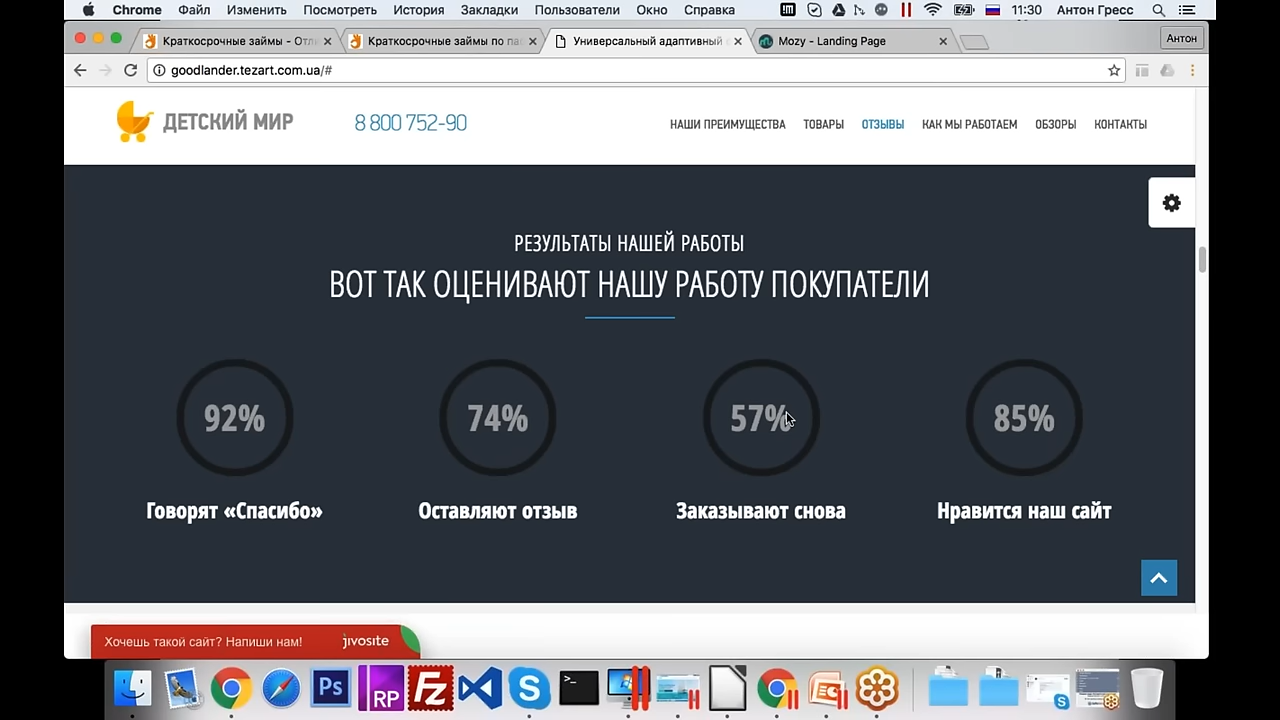 Chrome Файл Изменить Посмотреть История Закладки Пользователи Окно Справка 11:30 Антон Гресс
Краткосрочные займы - Отл
Краткосрочные займы по па
Универсальный адаптивный
Mozy - Landing Page
Антон
goodlander.tezart.com.ua/#
ДЕТСКИЙ МИР
8 800 752-90
НАШИ ПРЕИМУЩЕСТВА ТОВАРЫ ОТЗЫВЫ КАК МЫ РАБОТАЕМ ОБЗОРЫ КОНТАКТЫ
РЕЗУЛЬТАТЫ НАШЕЙ РАБОТЫ
ВОТ ТАК ОЦЕНИВАЮТ НАШУ РАБОТУ ПОКУПАТЕЛИ
92% 74% 57% 85%
Говорят «Спасибо» Оставляют отзыв Заказывают снова Нравится наш сайт
Хочешь такой сайт? Напиши нам! jivosite
Ps RP Fz